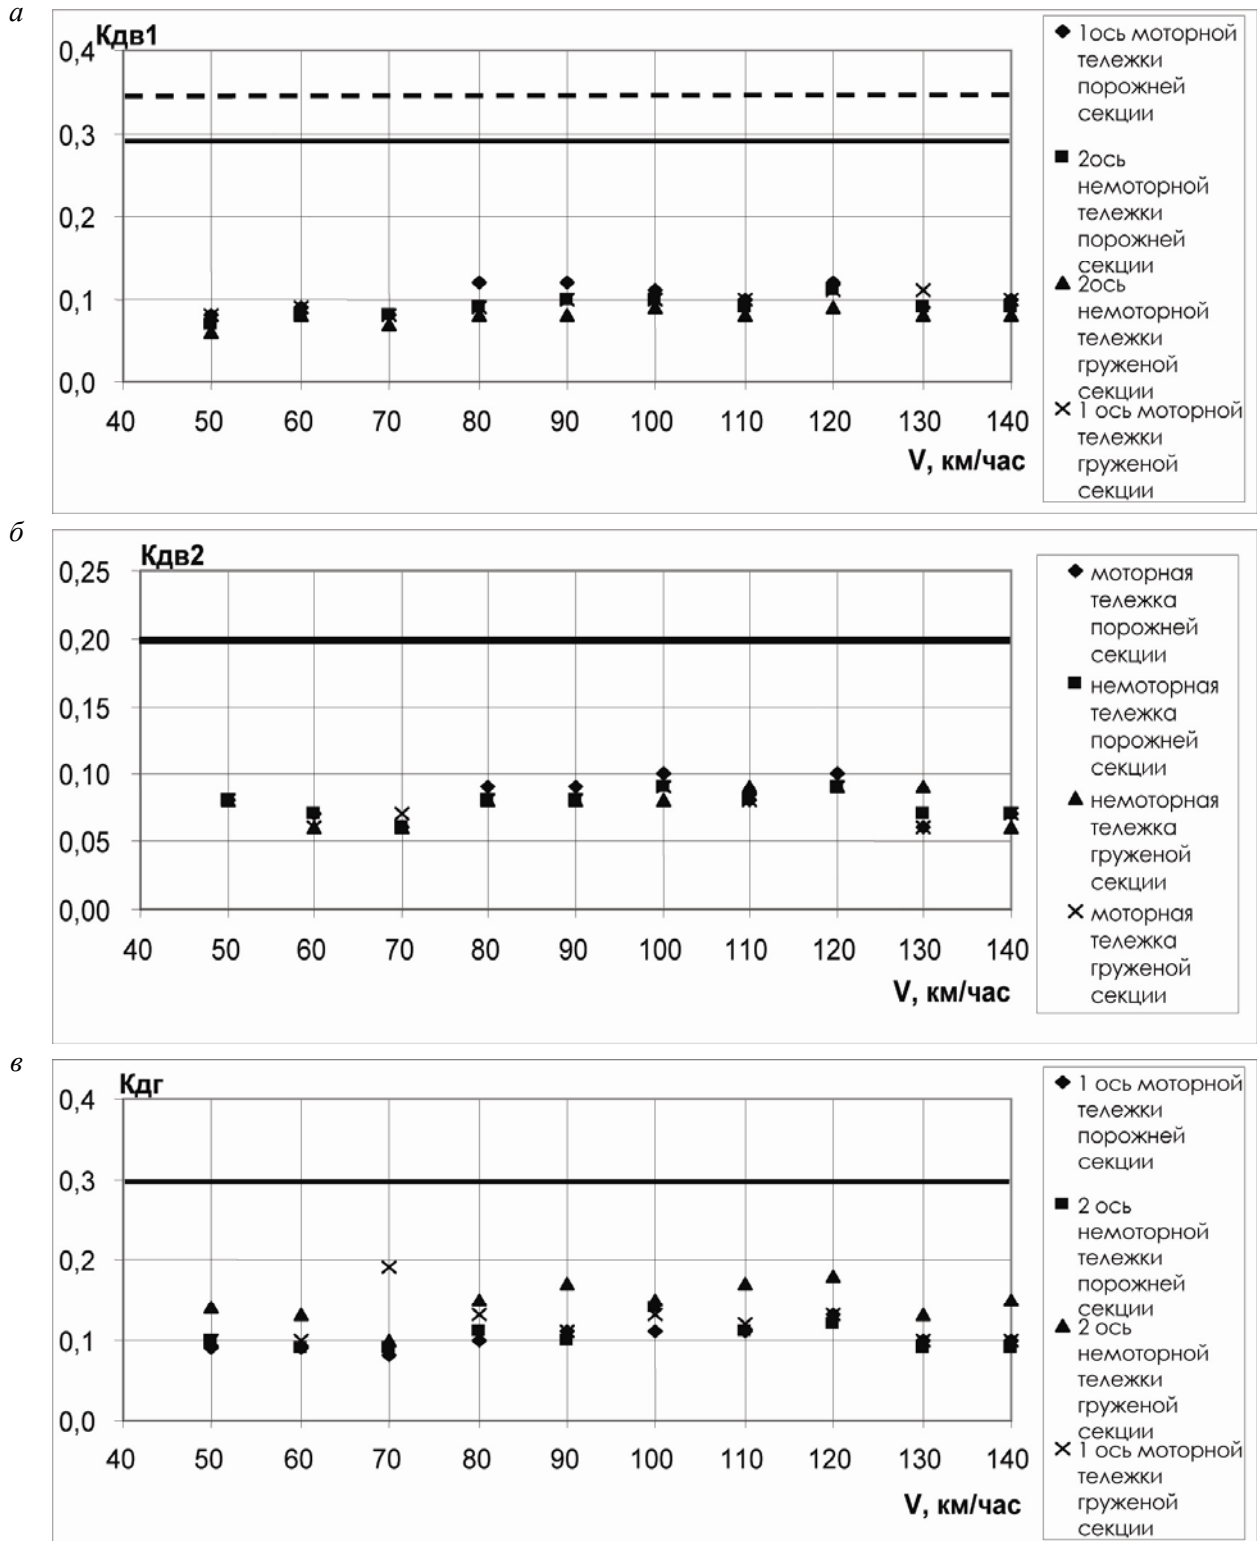 а
Кдв1
0,4
0,3
0,2
0,1
0,0
40 50 60 70 80 90 100 110 120 130 140
V, км/час
1ось моторной
тележки
порожней
секции
2ось
немоторной
тележки
порожней
секции
2ось
немоторной
тележки
груженой
секции
1 ось моторной
тележки
груженой
секции
б
Кдв2
0,25
0,20
0,15
0,10
0,05
0,00
40 50 60 70 80 90 100 110 120 130 140
V, км/час
моторная
тележка
порожней
секции
немоторная
тележка
порожней
секции
немоторная
тележка
груженой
секции
моторная
тележка
груженой
секции
в
Кдг
0,4
0,3
0,2
0,1
0,0
40 50 60 70 80 90 100 110 120 130 140
V, км/час
1 ось моторной
тележки
порожней
секции
2 ось
немоторной
тележки
порожней
секции
2 ось
немоторной
тележки
груженой
секции
1 ось моторной
тележки
груженой
секции